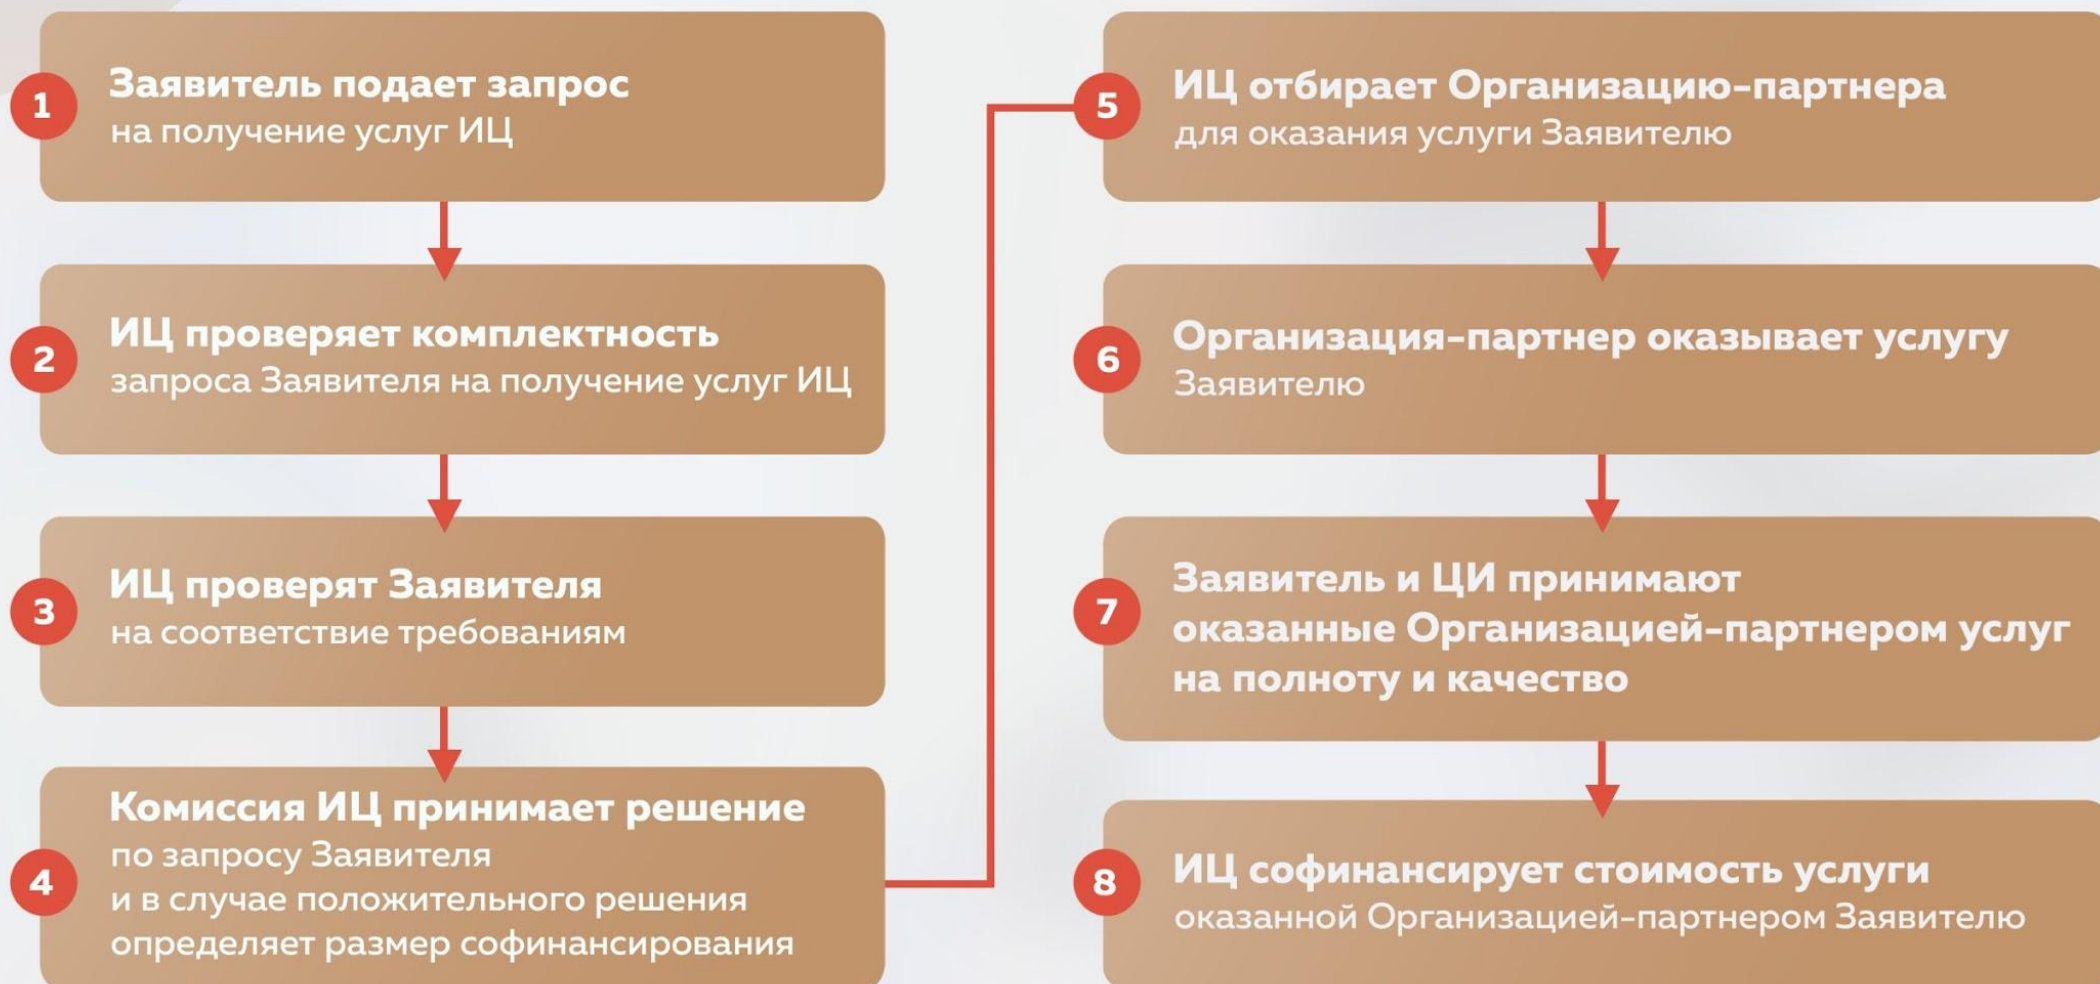 1
Заявитель подает запрос
на получение услуг ИЦ
2
ИЦ проверяет комплектность
запроса Заявителя на получение услуг ИЦ
3
ИЦ проверят Заявителя
на соответствие требованиям
4
Комиссия ИЦ принимает решение
по запросу Заявителя
и в случае положительного решения
определяет размер софинансирования
5
ИЦ отбирает Организацию-партнера
для оказания услуги Заявителю
6
Организация-партнер оказывает услугу
Заявителю
7
Заявитель и ЦИ принимают
оказанные Организацией-партнером услуг
на полноту и качество
8
ИЦ софинансирует стоимость услуги
оказанной Организацией-партнером Заявителю